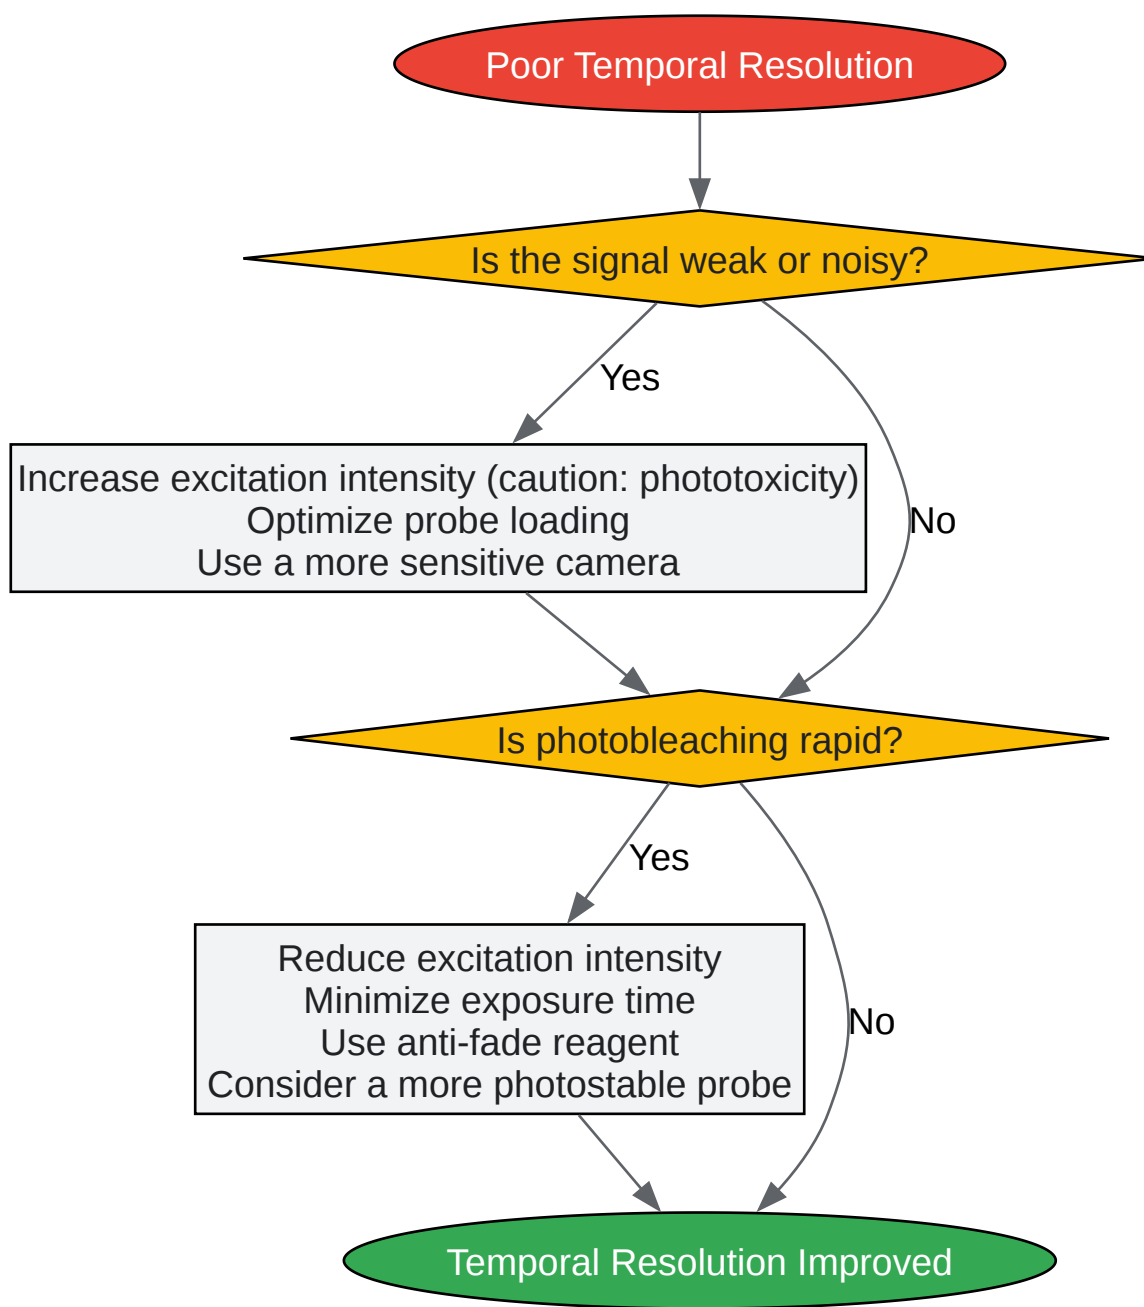 Poor Temporal Resolution
Is the signal weak or noisy?
Yes
Increase excitation intensity (caution: phototoxicity)
Optimize probe loading
Use a more sensitive camera
No
Is photobleaching rapid?
Yes
Reduce excitation intensity
Minimize exposure time
Use anti-fade reagent
Consider a more photostable probe
No
Temporal Resolution Improved